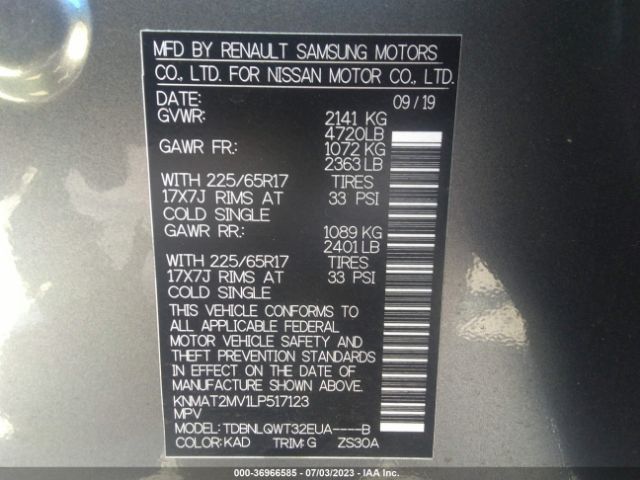 MFD BY RENAULT SAMSUNG MOTORS
CO., LTD. FOR NISSAN MOTOR CO., LTD.
DATE: 09/19
GVWR: 2141 KG
4720LB
GAWR FR.: 1072 KG
2363 LB
WITH 225/65R17 TIRES
17X7J RIMS AT 33 PSI
COLD SINGLE
GAWR RR.: 1089 KG
2401 LB
WITH 225/65R17 TIRES
17X7J RIMS AT 33 PSI
COLD SINGLE
THIS VEHICLE CONFORMS TO
ALL APPLICABLE FEDERAL
MOTOR VEHICLE SAFETY AND
THEFT PREVENTION STANDARDS
IN EFFECT ON THE DATE OF
MANUFACTURE SHOWN ABOVE.
KNMAT2MV1LP517123
MPV
MODEL: TDBNLQWT32EUA----B
COLOR: KAD TRIM: G ZS30A
000-36966585 - 07/03/2023 - IAA, Inc.